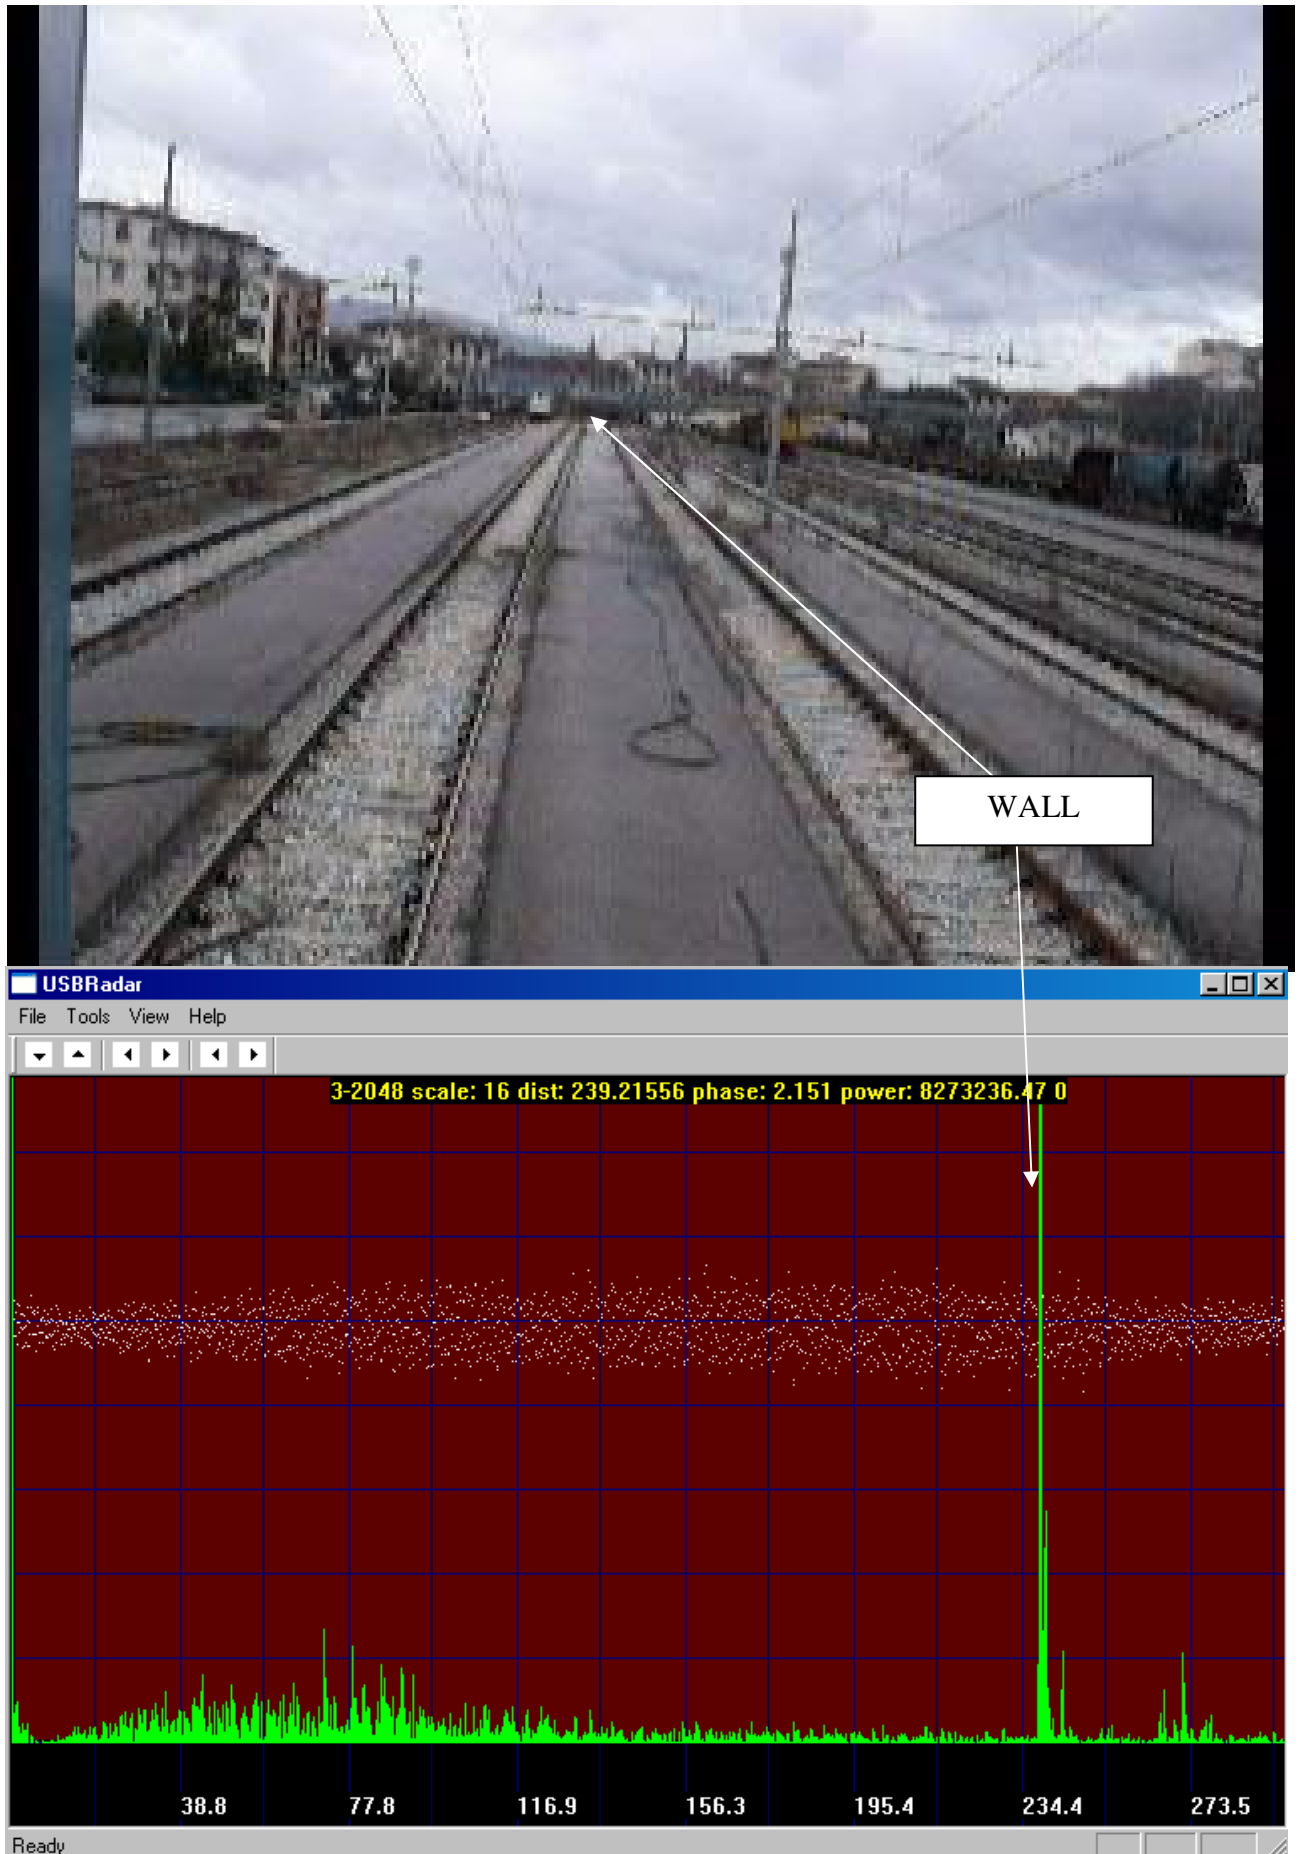 WALL
USBRadar
File Tools View Help
3-2048 scale: 16 dist: 239.21556 phase: 2.151 power: 8273236.47 0
38.8 77.8 116.9 156.3 195.4 234.4 273.5
Ready